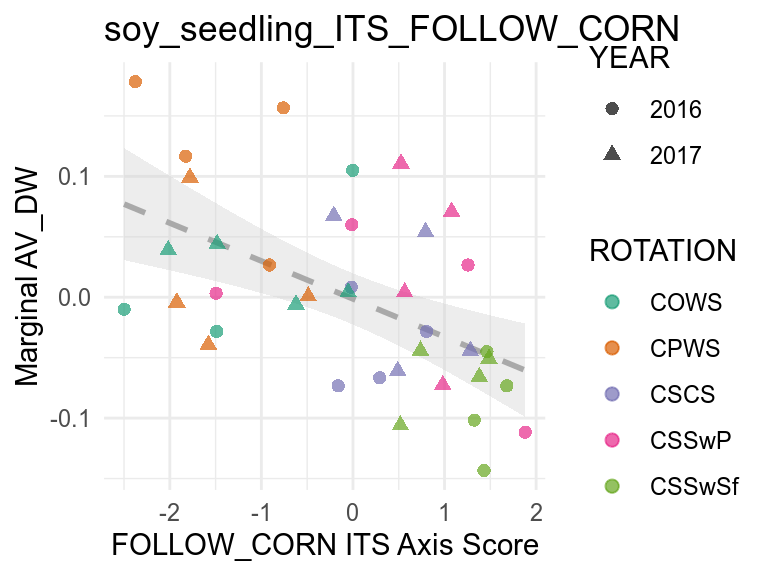 soy_seedling_ITS_FOLLOW_CORN
YEAR
2016
2017
ROTATION
COWS
CPWS
CSCS
CSSwP
CSSwSf
Marginal AV_DW
0.1
0.0
-0.1
-2
-1
0
1
2
FOLLOW_CORN ITS Axis Score